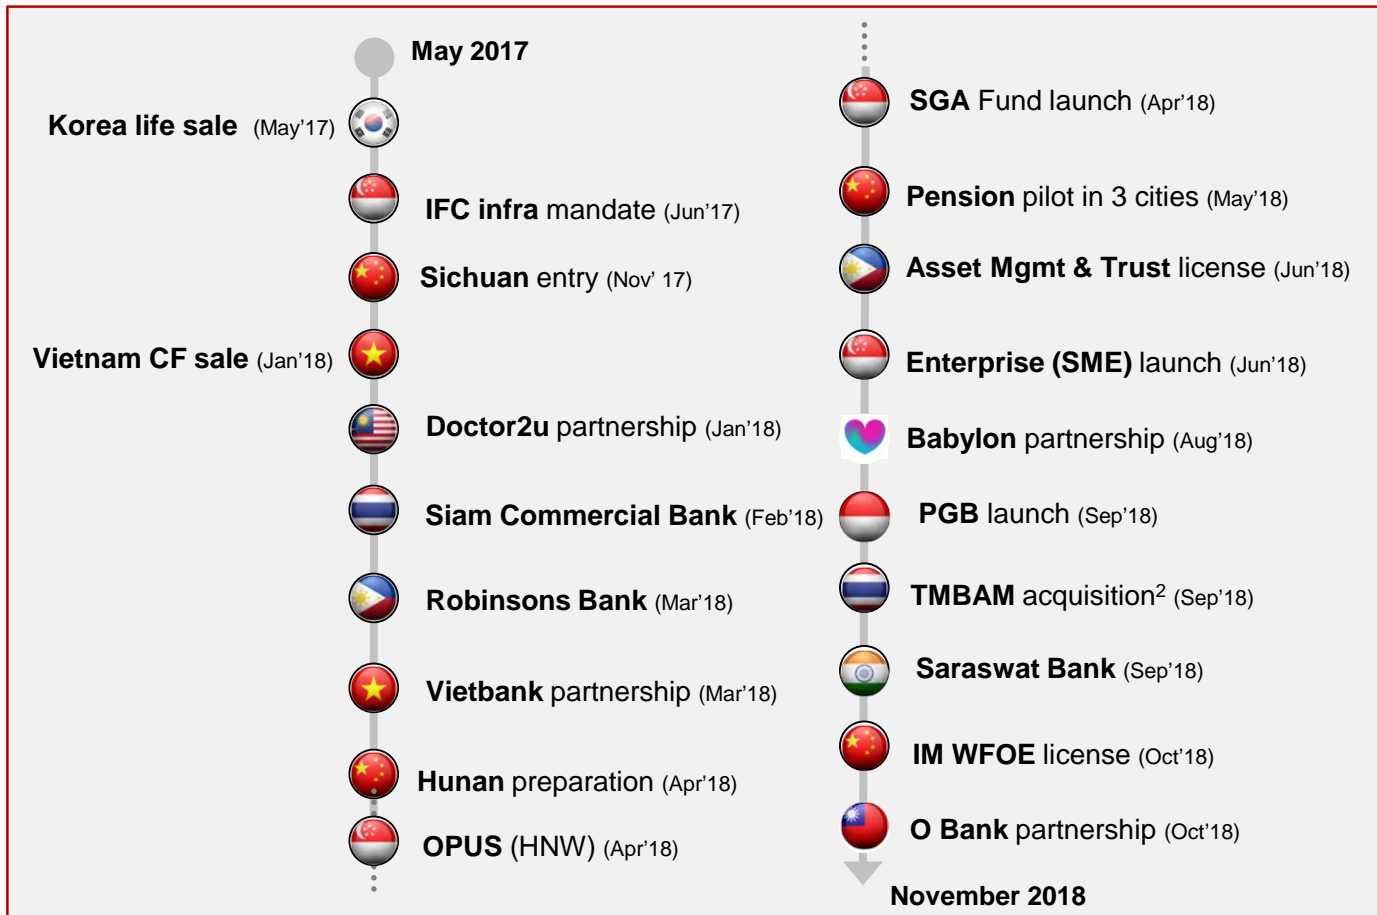 May 2017
Korea life sale (May’17)
IFC infra mandate (Jun’17)
Sichuan entry (Nov’ 17)
Vietnam CF sale (Jan’18)
Doctor2u partnership (Jan’18)
Siam Commercial Bank (Feb’18)
Robinsons Bank (Mar’18)
Vietbank partnership (Mar’18)
Hunan preparation (Apr’18)
OPUS (HNW) (Apr’18)
SGA Fund launch (Apr’18)
Pension pilot in 3 cities (May’18)
Asset Mgmt & Trust license (Jun’18)
Enterprise (SME) launch (Jun’18)
Babylon partnership (Aug’18)
PGB launch (Sep’18)
TMBAM acquisition² (Sep’18)
Saraswat Bank (Sep’18)
IM WFOE license (Oct’18)
O Bank partnership (Oct’18)
November 2018